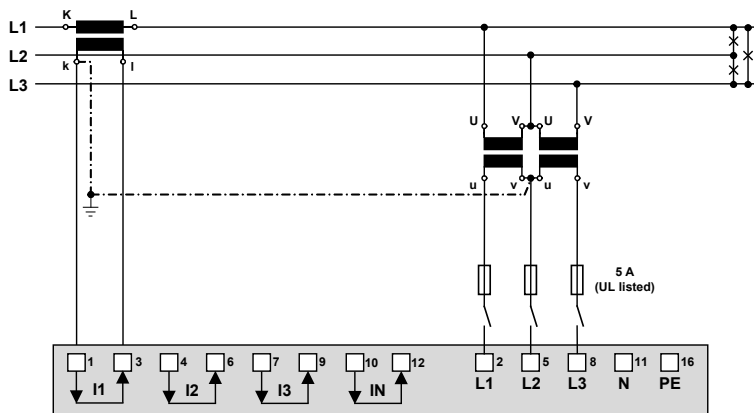 K L
L1
L2
k l
L3
U V U V
u v u v
5 A
(UL listed)
1 3 4 6 7 9 10 12 2 5 8 11 16
I1 I2 I3 IN L1 L2 L3 N PE